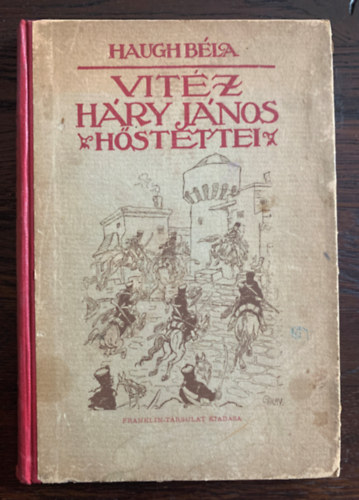 HAUGH BÉLA
VITÉZ
HÁRY JÁNOS
HŐSTETTEI
FRANKLIN-TÁRSULAT KIADÁSA